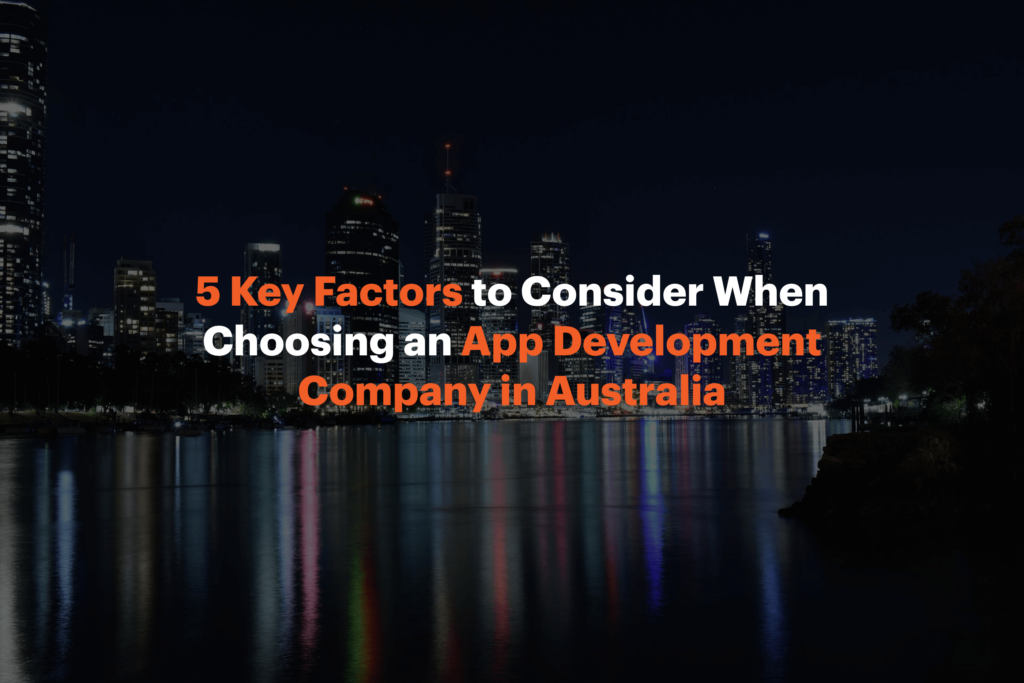 5 Key Factors to Consider When
Choosing an App Development
Company in Australia